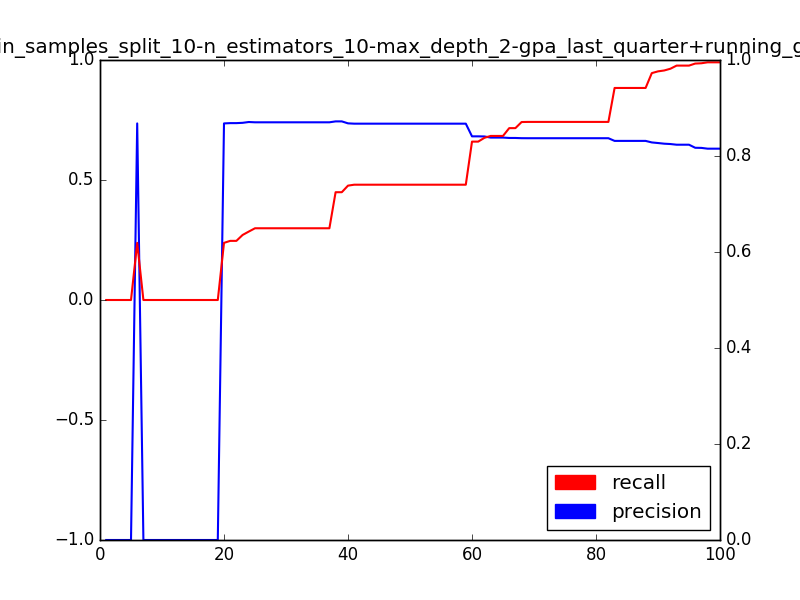 in_samples_split_10-n_estimators_10-max_depth_2-gpa_last_quarter+running_g
1.0
0.5
0.0
−0.5
−1.0
1.0
0.8
0.6
0.4
0.2
0.0
recall
precision
0 20 40 60 80 100